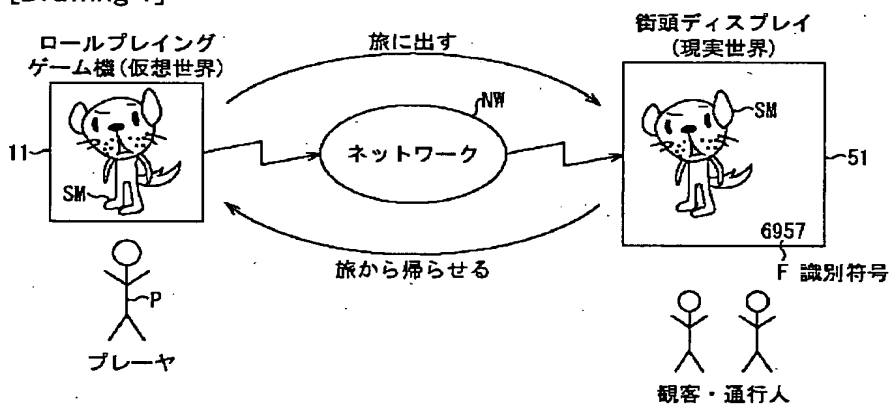 ロールプレイング
ゲーム機(仮想世界)
旅に出す
街頭ディスプレイ
(現実世界)
NW
SM
11
ネットワーク
51
SM
6957
F 識別符号
旅から帰らせる
P
プレーヤ
観客・通行人